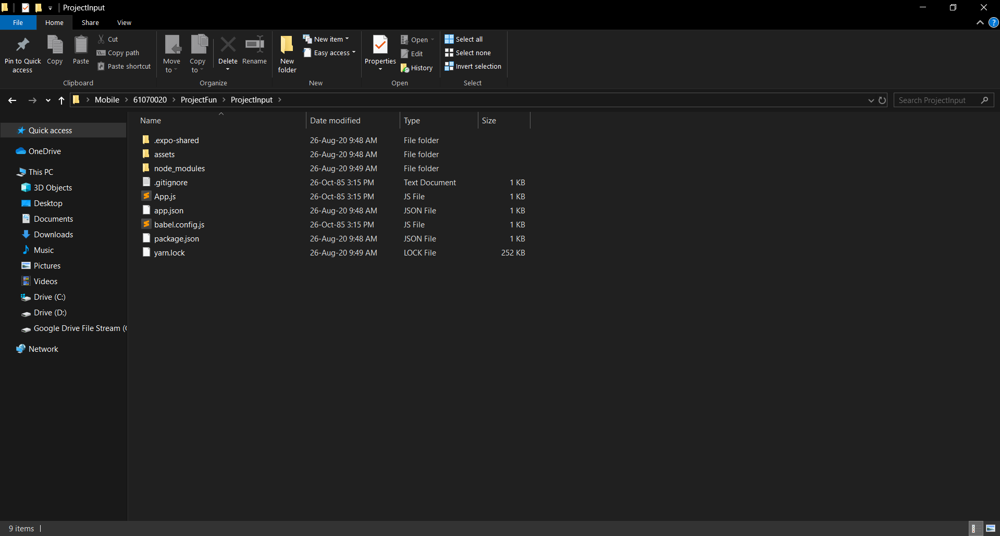 ProjectInput
File Home Share View
Pin to Quick access
Copy
Paste
Cut
Copy path
Paste shortcut
Clipboard
Move to
Copy to
Delete
Rename
Organize
New folder
New item
Easy access
New
Properties
Open
Edit
History
Open
Select all
Select none
Invert selection
Select
Mobile 61070020 ProjectFun ProjectInput
Search ProjectInput
Quick access
OneDrive
This PC
3D Objects
Desktop
Documents
Downloads
Music
Pictures
Videos
Drive (C:)
Drive (D:)
Google Drive File Stream (
Network
Name Date modified Type Size
.expo-shared 26-Aug-20 9:48 AM File folder
assets 26-Aug-20 9:48 AM File folder
node_modules 26-Aug-20 9:49 AM File folder
.gitignore 26-Oct-85 3:15 PM Text Document 1 KB
App.js 26-Oct-85 3:15 PM JS File 1 KB
app.json 26-Aug-20 9:48 AM JSON File 1 KB
babel.config.js 26-Oct-85 3:15 PM JS File 1 KB
package.json 26-Aug-20 9:48 AM JSON File 1 KB
yarn.lock 26-Aug-20 9:49 AM LOCK File 252 KB
9 items